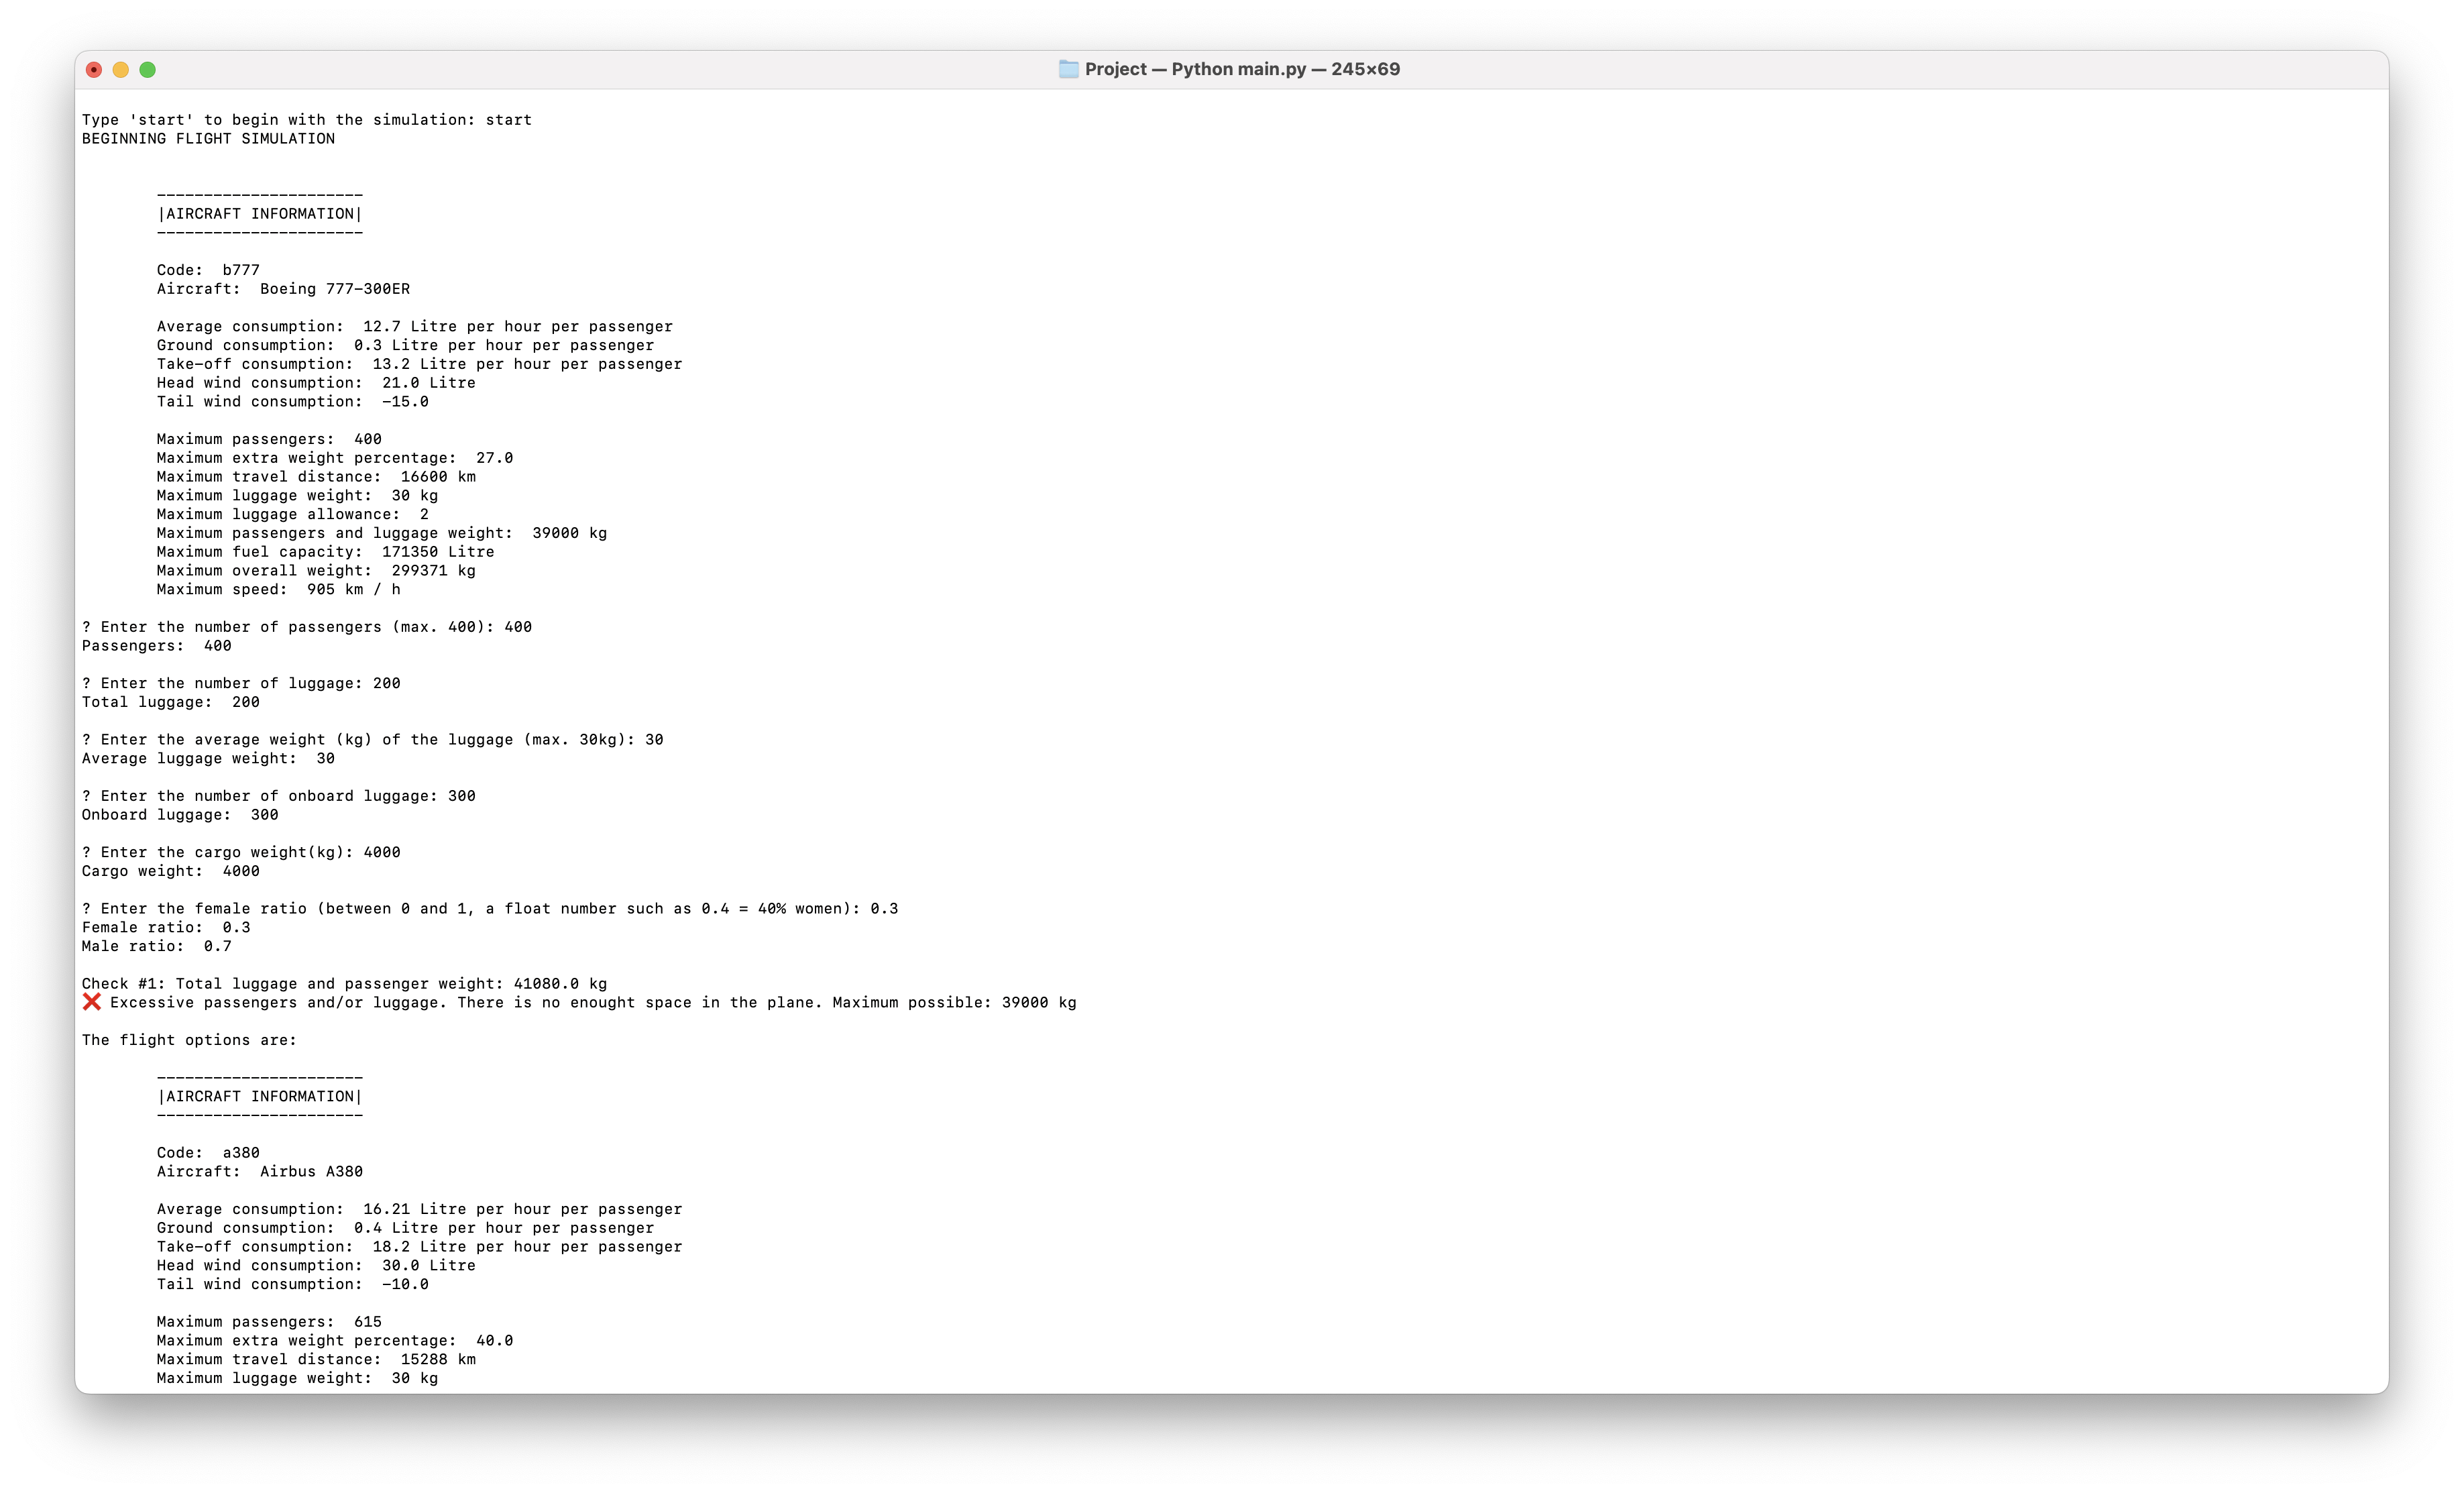 Project — Python main.py — 245×69
Type 'start' to begin with the simulation: start
BEGINNING FLIGHT SIMULATION
----------------------
|AIRCRAFT INFORMATION|
----------------------
Code:  b777
Aircraft:  Boeing 777-300ER
Average consumption:  12.7 Litre per hour per passenger
Ground consumption:  0.3 Litre per hour per passenger
Take-off consumption:  13.2 Litre per hour per passenger
Head wind consumption:  21.0 Litre
Tail wind consumption:  -15.0
Maximum passengers:  400
Maximum extra weight percentage:  27.0
Maximum travel distance:  16600 km
Maximum luggage weight:  30 kg
Maximum luggage allowance:  2
Maximum passengers and luggage weight:  39000 kg
Maximum fuel capacity:  171350 Litre
Maximum overall weight:  299371 kg
Maximum speed:  905 km / h
? Enter the number of passengers (max. 400): 400
Passengers:  400
? Enter the number of luggage: 200
Total luggage:  200
? Enter the average weight (kg) of the luggage (max. 30kg): 30
Average luggage weight:  30
? Enter the number of onboard luggage: 300
Onboard luggage:  300
? Enter the cargo weight(kg): 4000
Cargo weight:  4000
? Enter the female ratio (between 0 and 1, a float number such as 0.4 = 40% women): 0.3
Female ratio:  0.3
Male ratio:  0.7
Check #1: Total luggage and passenger weight: 41080.0 kg
❌ Excessive passengers and/or luggage. There is no enought space in the plane. Maximum possible: 39000 kg
The flight options are:
----------------------
|AIRCRAFT INFORMATION|
----------------------
Code:  a380
Aircraft:  Airbus A380
Average consumption:  16.21 Litre per hour per passenger
Ground consumption:  0.4 Litre per hour per passenger
Take-off consumption:  18.2 Litre per hour per passenger
Head wind consumption:  30.0 Litre
Tail wind consumption:  -10.0
Maximum passengers:  615
Maximum extra weight percentage:  40.0
Maximum travel distance:  15288 km
Maximum luggage weight:  30 kg